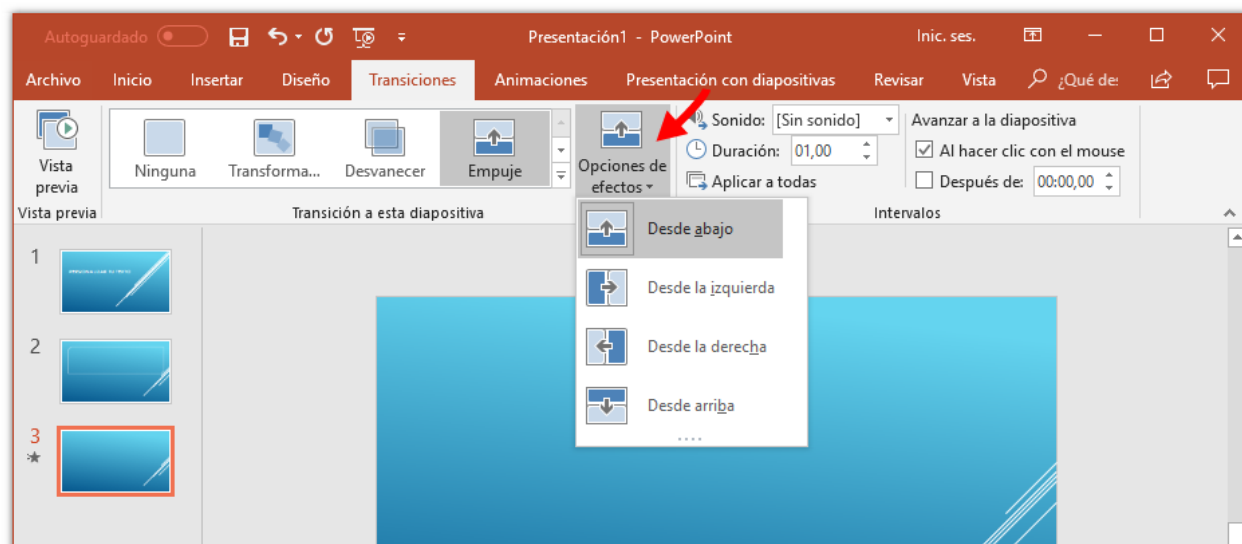 Autoguardado
Presentación1 - PowerPoint
Inic. ses.
Archivo
Inicio
Insertar
Diseño
Transiciones
Animaciones
Presentación con diapositivas
Revisar
Vista
¿Qué de:
Vista previa
Ninguna
Transforma...
Desvanecer
Empuje
Opciones de efectos
Sonido: [Sin sonido]
Duración: 01,00
Aplicar a todas
Avanzar a la diapositiva
Al hacer clic con el mouse
Después de: 00:00,00
Vista previa
Transición a esta diapositiva
Intervalos
Desde abajo
Desde la izquierda
Desde la derecha
Desde arriba
1
2
3